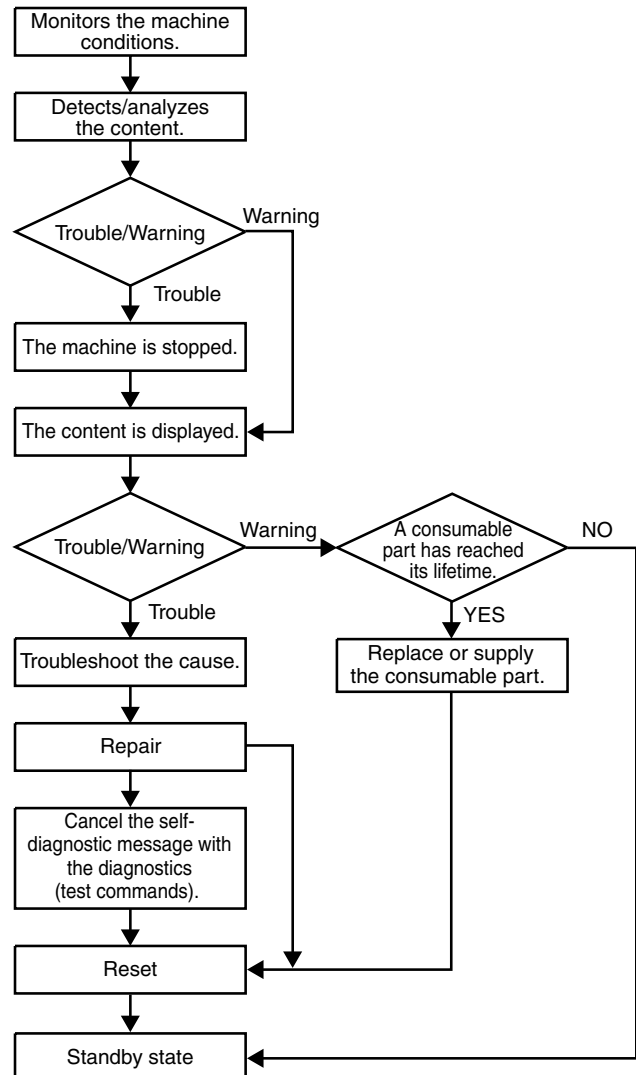 Monitors the machine
conditions.
Detects/analyzes
the content.
Trouble/Warning
Warning
Trouble
The machine is stopped.
The content is displayed.
Trouble/Warning
Warning
A consumable
part has reached
its lifetime.
NO
Trouble
YES
Troubleshoot the cause.
Replace or supply
the consumable part.
Repair
Cancel the self-
diagnostic message with
the diagnostics
(test commands).
Reset
Standby state